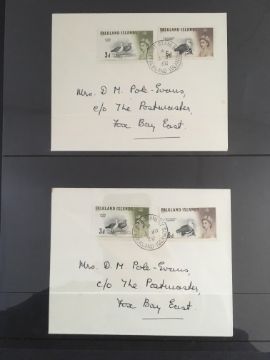 FALKLAND ISLANDS
3d
Mrs. D M Pole-Evans,
c/o The Postmaster,
Fox Bay East.
FALKLAND ISLANDS
3d
Mrs. D M Pole-Evans,
c/o The Postmaster,
Fox Bay East